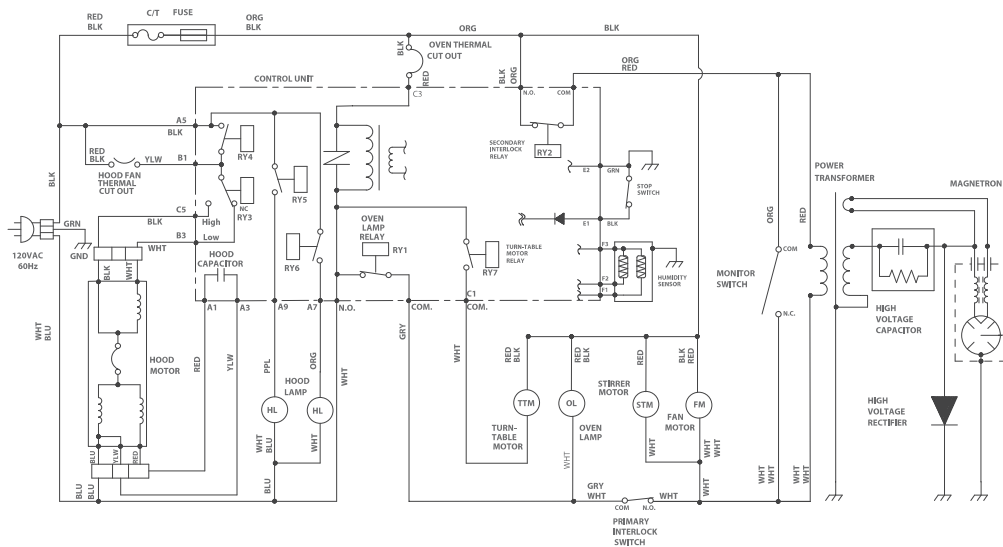 C/T FUSE
RED
BLK
ORG
BLK
ORG
BLK
BLK
OVEN THERMAL
CUT OUT
RED
ORG
RED
BLK
ORG
CONTROL UNIT
C3
N.O.
COM
A5
BLK
RED
BLK
YLW
B1
RY4
SECONDARY
INTERLOCK
RELAY
RY2
HOOD FAN
THERMAL
CUT OUT
E2
GRN
STOP
SWITCH
POWER
TRANSFORMER
MAGNETRON
BLK
NC
RY3
RY5
C5
BLK
High
E1
BLK
ORG
RED
GRN
GND
120VAC
60Hz
B3
WHT
Low
OVEN
LAMP
RELAY
RY1
TURN-TABLE
MOTOR RELAY
F3
COM
HOOD
CAPACITOR
RY6
RY7
HUMIDITY
SENSOR
MONITOR
SWITCH
BLK
WHT
F2
F1
C1
A1
A3
A9
A7
N.O.
COM.
COM.
N.C.
HIGH
VOLTAGE
CAPACITOR
WHT
BLU
HOOD
MOTOR
RED
YLW
PPL
ORG
WHT
GRY
WHT
RED
BLK
RED
BLK
RED
BLK
RED
HOOD
LAMP
STIRRER
MOTOR
HL
HL
TTM
OL
STM
FM
FAN
MOTOR
HIGH
VOLTAGE
RECTIFIER
TURN-
TABLE
MOTOR
OVEN
LAMP
WHT
BLU
WHT
WHT
WHT
WHT
WHT
BLU
YLW
RED
BLU
BLU
BLU
GRY
WHT
WHT
WHT
WHT
WHT
WHT
WHT
COM
N.O.
PRIMARY
INTERLOCK
SWITCH